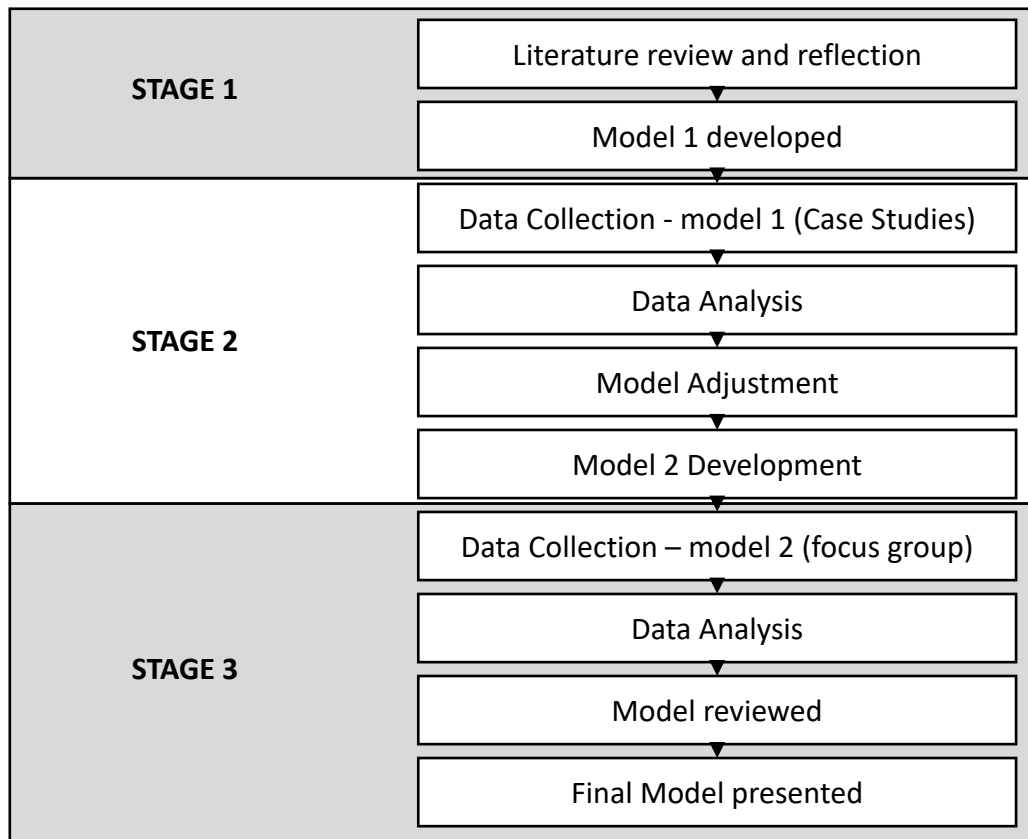 STAGE 1
Literature review and reflection
Model 1 developed
STAGE 2
Data Collection - model 1 (Case Studies)
Data Analysis
Model Adjustment
Model 2 Development
STAGE 3
Data Collection – model 2 (focus group)
Data Analysis
Model reviewed
Final Model presented